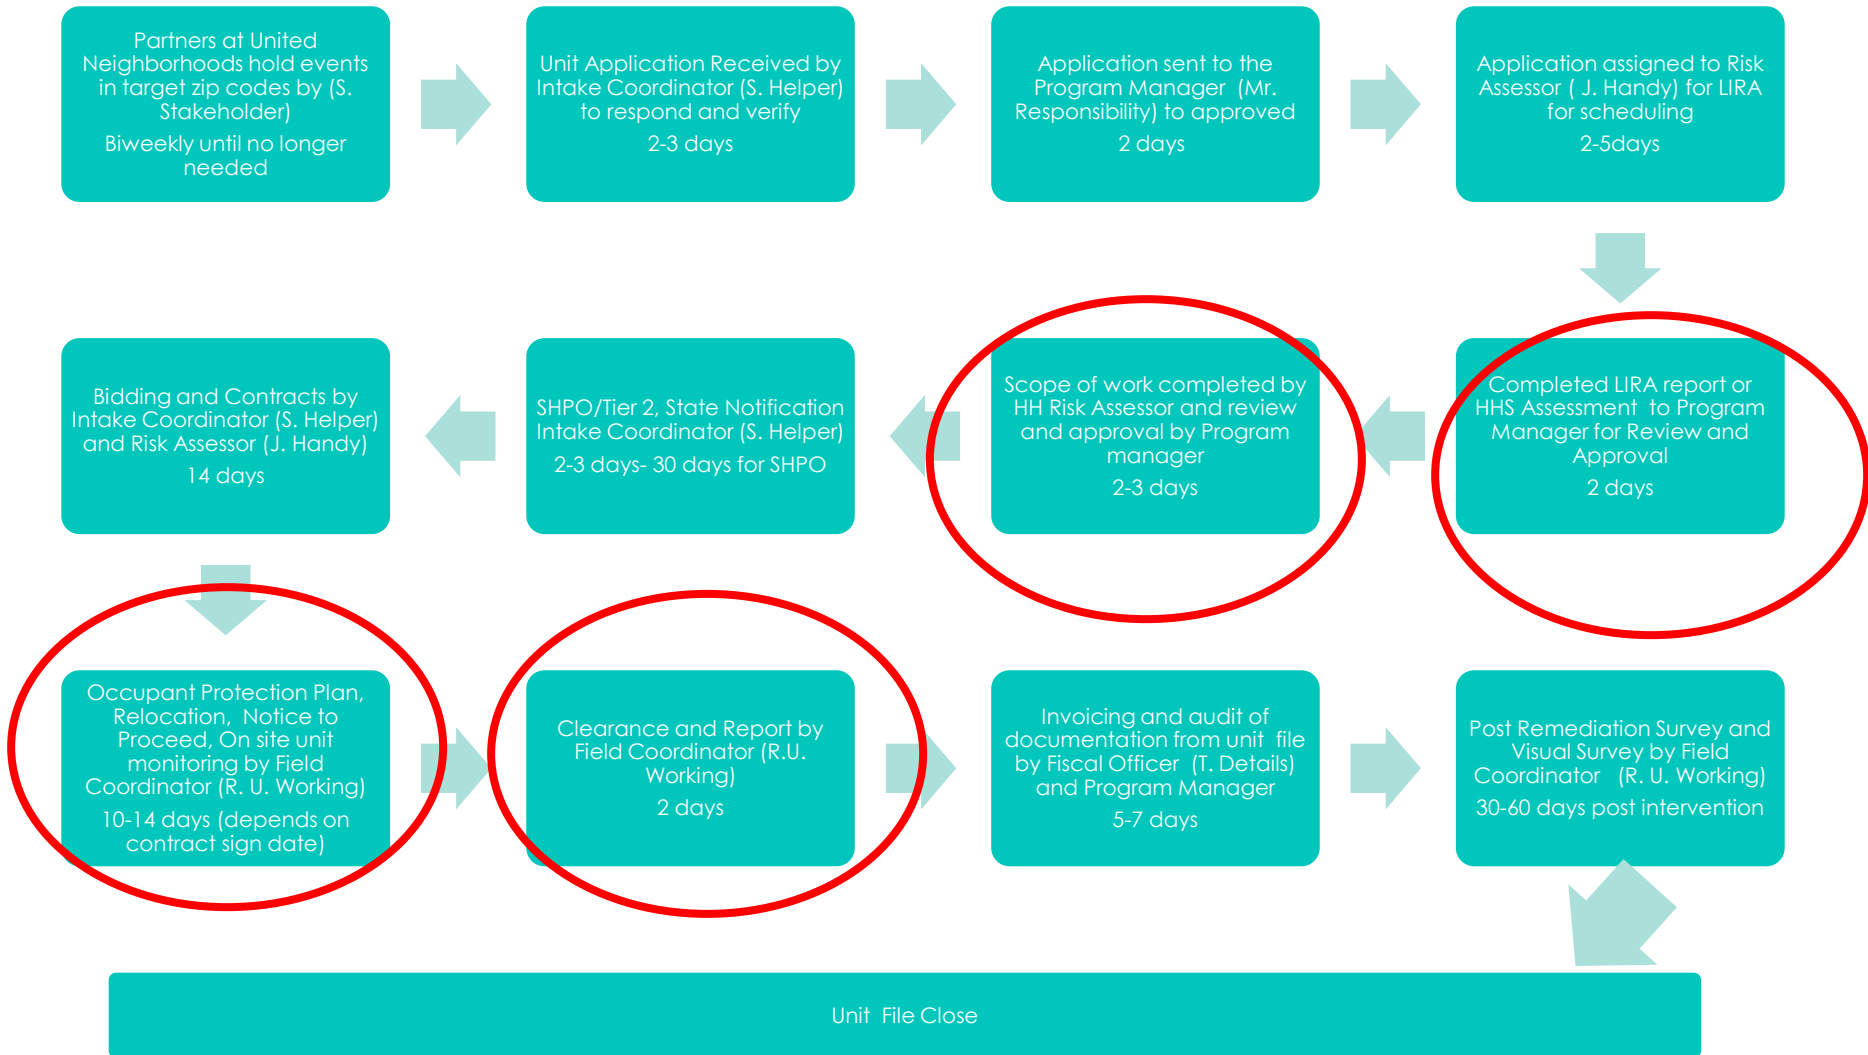 Partners at United
Neighborhoods hold events
in target zip codes by (S.
Stakeholder)
Biweekly until no longer
needed
Unit Application Received by
Intake Coordinator (S. Helper)
to respond and verify
2-3 days
Application sent to the
Program Manager (Mr.
Responsibility) to approved
2 days
Application assigned to Risk
Assessor ( J. Handy) for LIRA
for scheduling
2-5days
Completed LIRA report or
HHS Assessment to Program
Manager for Review and
Approval
2 days
Scope of work completed by
HH Risk Assessor and review
and approval by Program
manager
2-3 days
SHPO/Tier 2, State Notification
Intake Coordinator (S. Helper)
2-3 days- 30 days for SHPO
Bidding and Contracts by
Intake Coordinator (S. Helper)
and Risk Assessor (J. Handy)
14 days
Occupant Protection Plan,
Relocation, Notice to
Proceed, On site unit
monitoring by Field
Coordinator (R. U. Working)
10-14 days (depends on
contract sign date)
Clearance and Report by
Field Coordinator (R.U.
Working)
2 days
Invoicing and audit of
documentation from unit file
by Fiscal Officer (T. Details)
and Program Manager
5-7 days
Post Remediation Survey and
Visual Survey by Field
Coordinator (R. U. Working)
30-60 days post intervention
Unit File Close